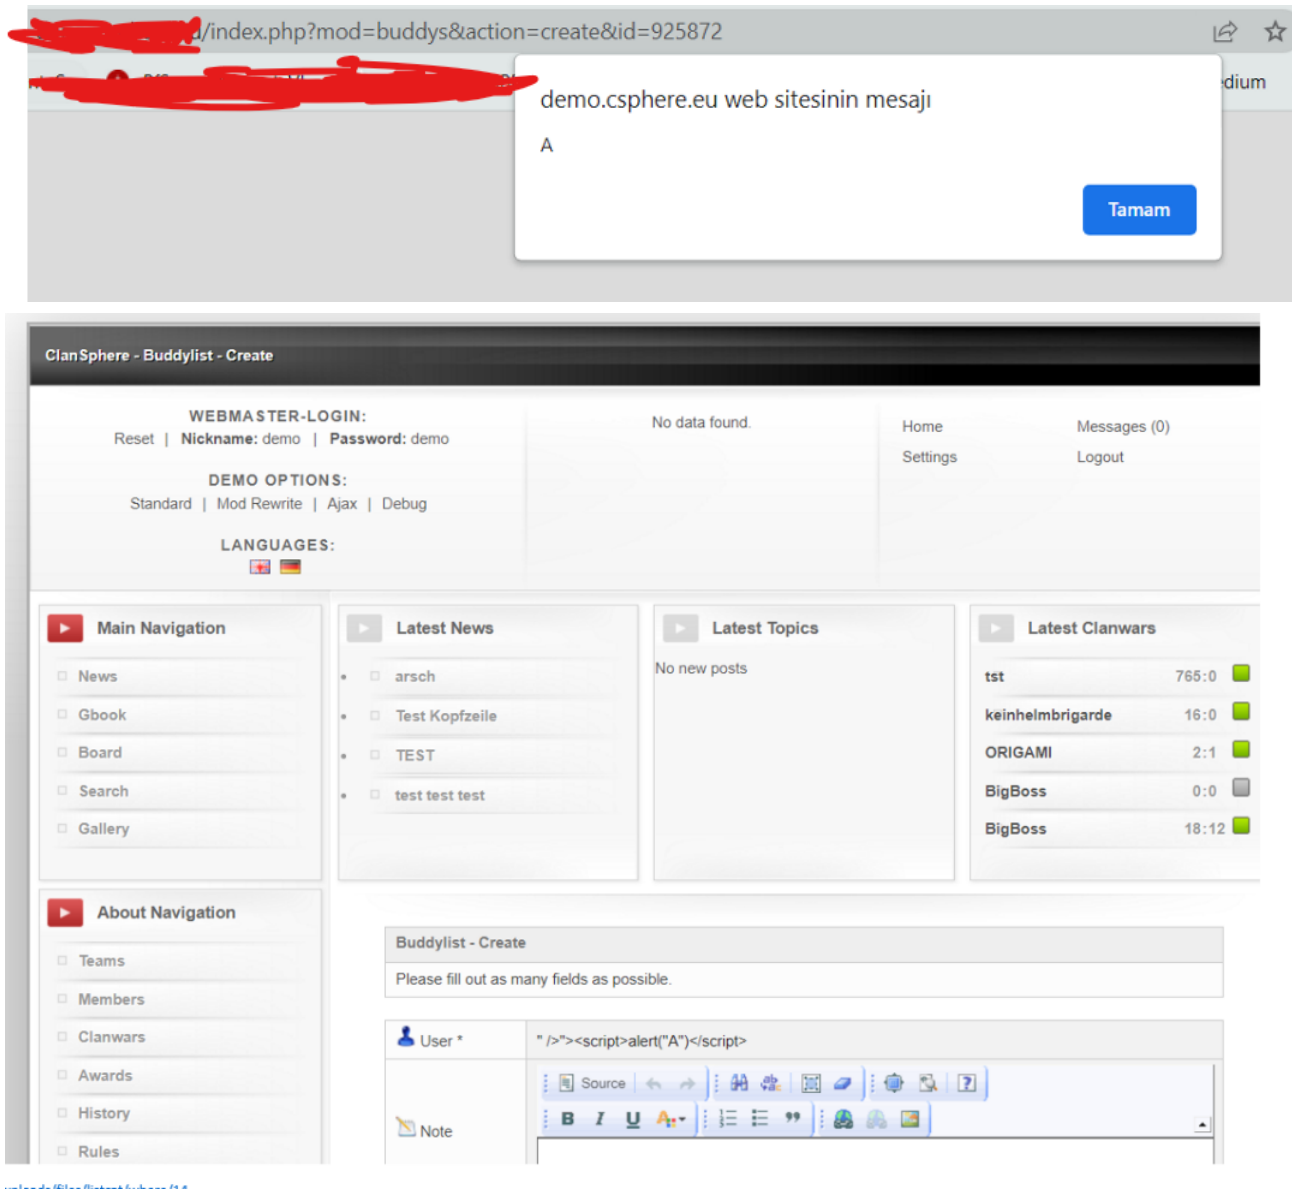 /index.php?mod=buddys&action=create&id=925872
edium
demo.csphere.eu web sitesinin mesajı
A
Tamam
ClanSphere - Buddylist - Create
WEBMASTER-LOGIN:
Reset | Nickname: demo | Password: demo
DEMO OPTIONS:
Standard | Mod Rewrite | Ajax | Debug
LANGUAGES:
No data found.
Home Messages (0)
Settings Logout
Main Navigation
News
Gbook
Board
Search
Gallery
Latest News
arsch
Test Kopfzeile
TEST
test test test
Latest Topics
No new posts
Latest Clanwars
tst 765:0
keinhelmbrigarde 16:0
ORIGAMI 2:1
BigBoss 0:0
BigBoss 18:12
About Navigation
Teams
Members
Clanwars
Awards
History
Rules
Buddylist - Create
Please fill out as many fields as possible.
User * " />"><script>alert("A")</script>
Source
B I U A
Note